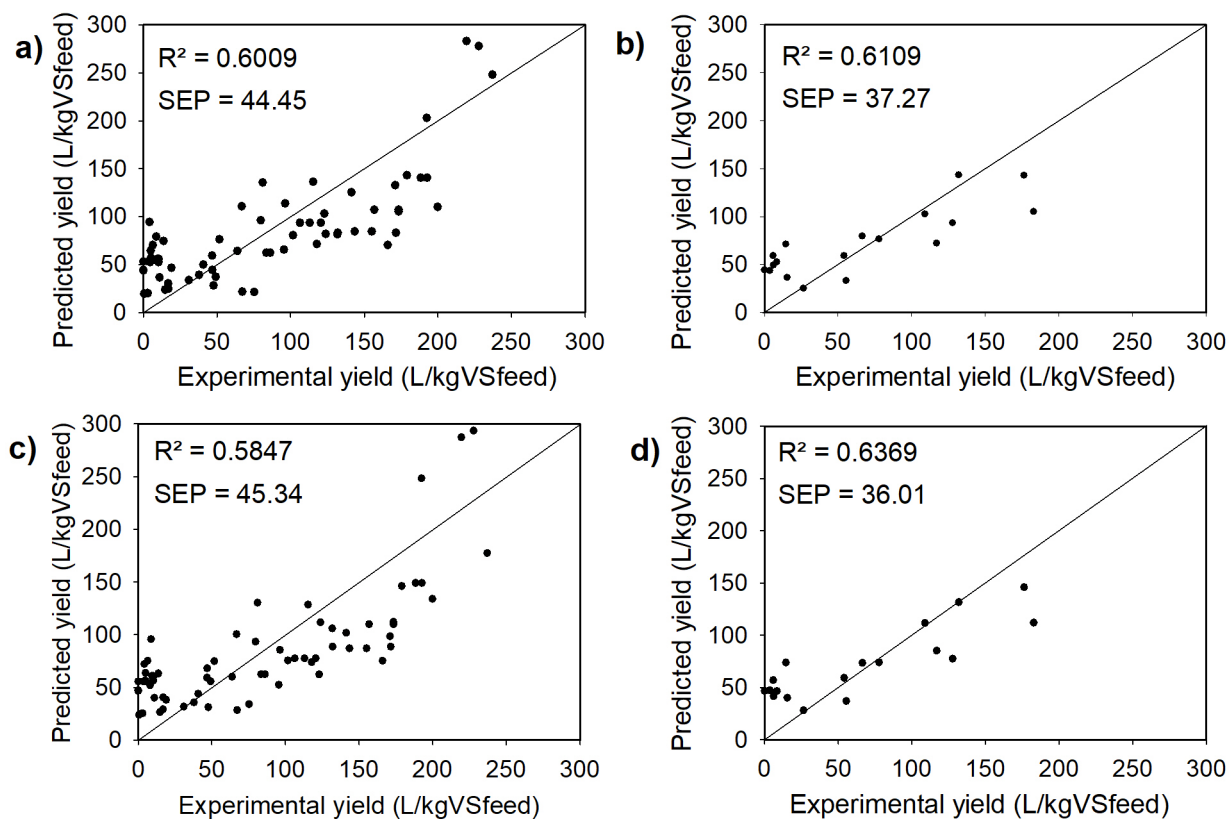 a)
R² = 0.6009
SEP = 44.45
Predicted yield (L/kgVSfeed)
300
250
200
150
100
50
0
0 50 100 150 200 250 300
Experimental yield (L/kgVSfeed)
b)
R² = 0.6109
SEP = 37.27
Predicted yield (L/kgVSfeed)
300
250
200
150
100
50
0
0 50 100 150 200 250 300
Experimental yield (L/kgVSfeed)
c)
R² = 0.5847
SEP = 45.34
Predicted yield (L/kgVSfeed)
300
250
200
150
100
50
0
0 50 100 150 200 250 300
Experimental yield (L/kgVSfeed)
d)
R² = 0.6369
SEP = 36.01
Predicted yield (L/kgVSfeed)
300
250
200
150
100
50
0
0 50 100 150 200 250 300
Experimental yield (L/kgVSfeed)